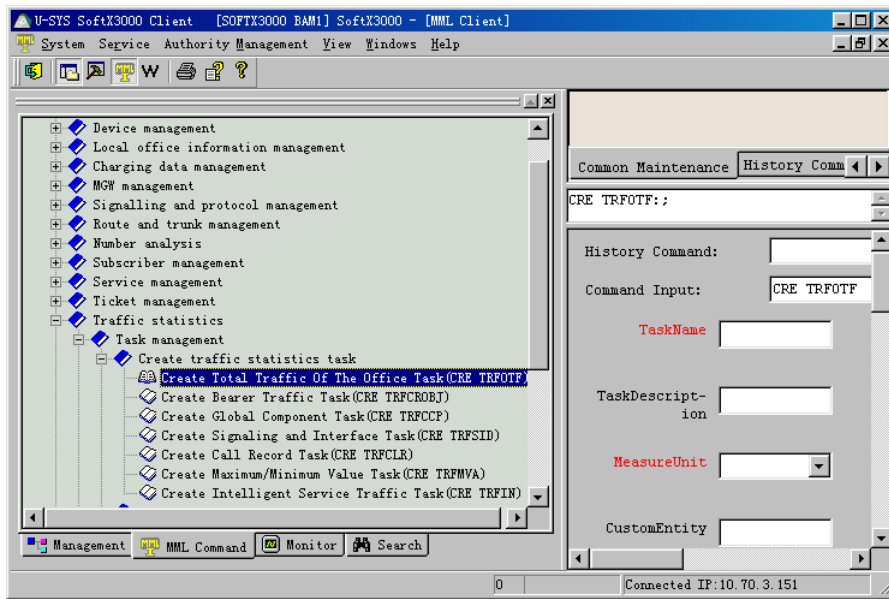 U-SYS SoftX3000 Client [SOFTX3000 BAM1] SoftX3000 - [MML Client]
System Service Authority Management View Windows Help
W
Device management
Local office information management
Charging data management
MGW management
Signalling and protocol management
Route and trunk management
Number analysis
Subscriber management
Service management
Ticket management
Traffic statistics
Task management
Create traffic statistics task
Create Total Traffic Of The Office Task(CRE TRFOTF)
Create Bearer Traffic Task(CRE TRFCROBJ)
Create Global Component Task(CRE TRFCCP)
Create Signaling and Interface Task(CRE TRFSID)
Create Call Record Task(CRE TRFCLR)
Create Maximum/Minimum Value Task(CRE TRFMVA)
Create Intelligent Service Traffic Task(CRE TRFIN)
Management MML Command Monitor Search
Common Maintenance History Comm
CRE TRFOTF:;
History Command:
Command Input: CRE TRFOTF
TaskName
TaskDescript-
ion
MeasureUnit
CustomEntity
0 Connected IP:10.70.3.151